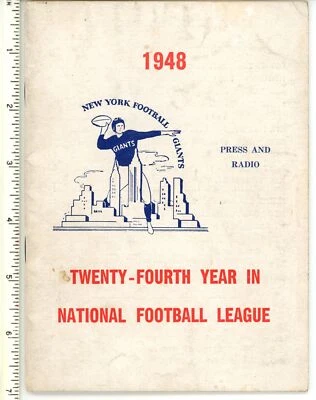 1948
NEW YORK FOOTBALL
GIANTS
GIANTS
PRESS AND
RADIO
TWENTY-FOURTH YEAR IN
NATIONAL FOOTBALL LEAGUE
1
2
3
4
5
6
7